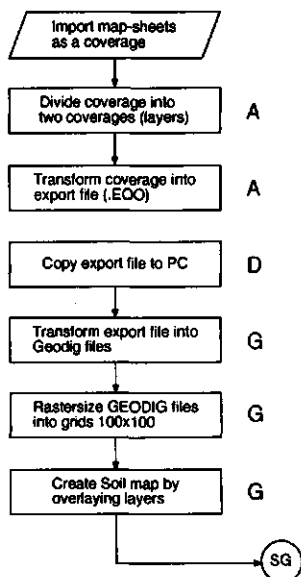 Import map-sheets
as a coverage
Divide coverage into
two coverages (layers)
A
Transform coverage into
export file (.EOO)
A
Copy export file to PC
D
Transform export file into
Geodig files
G
Rastersize GEODIG files
into grids 100x100
G
Create Soil map by
overlaying layers
G
SG